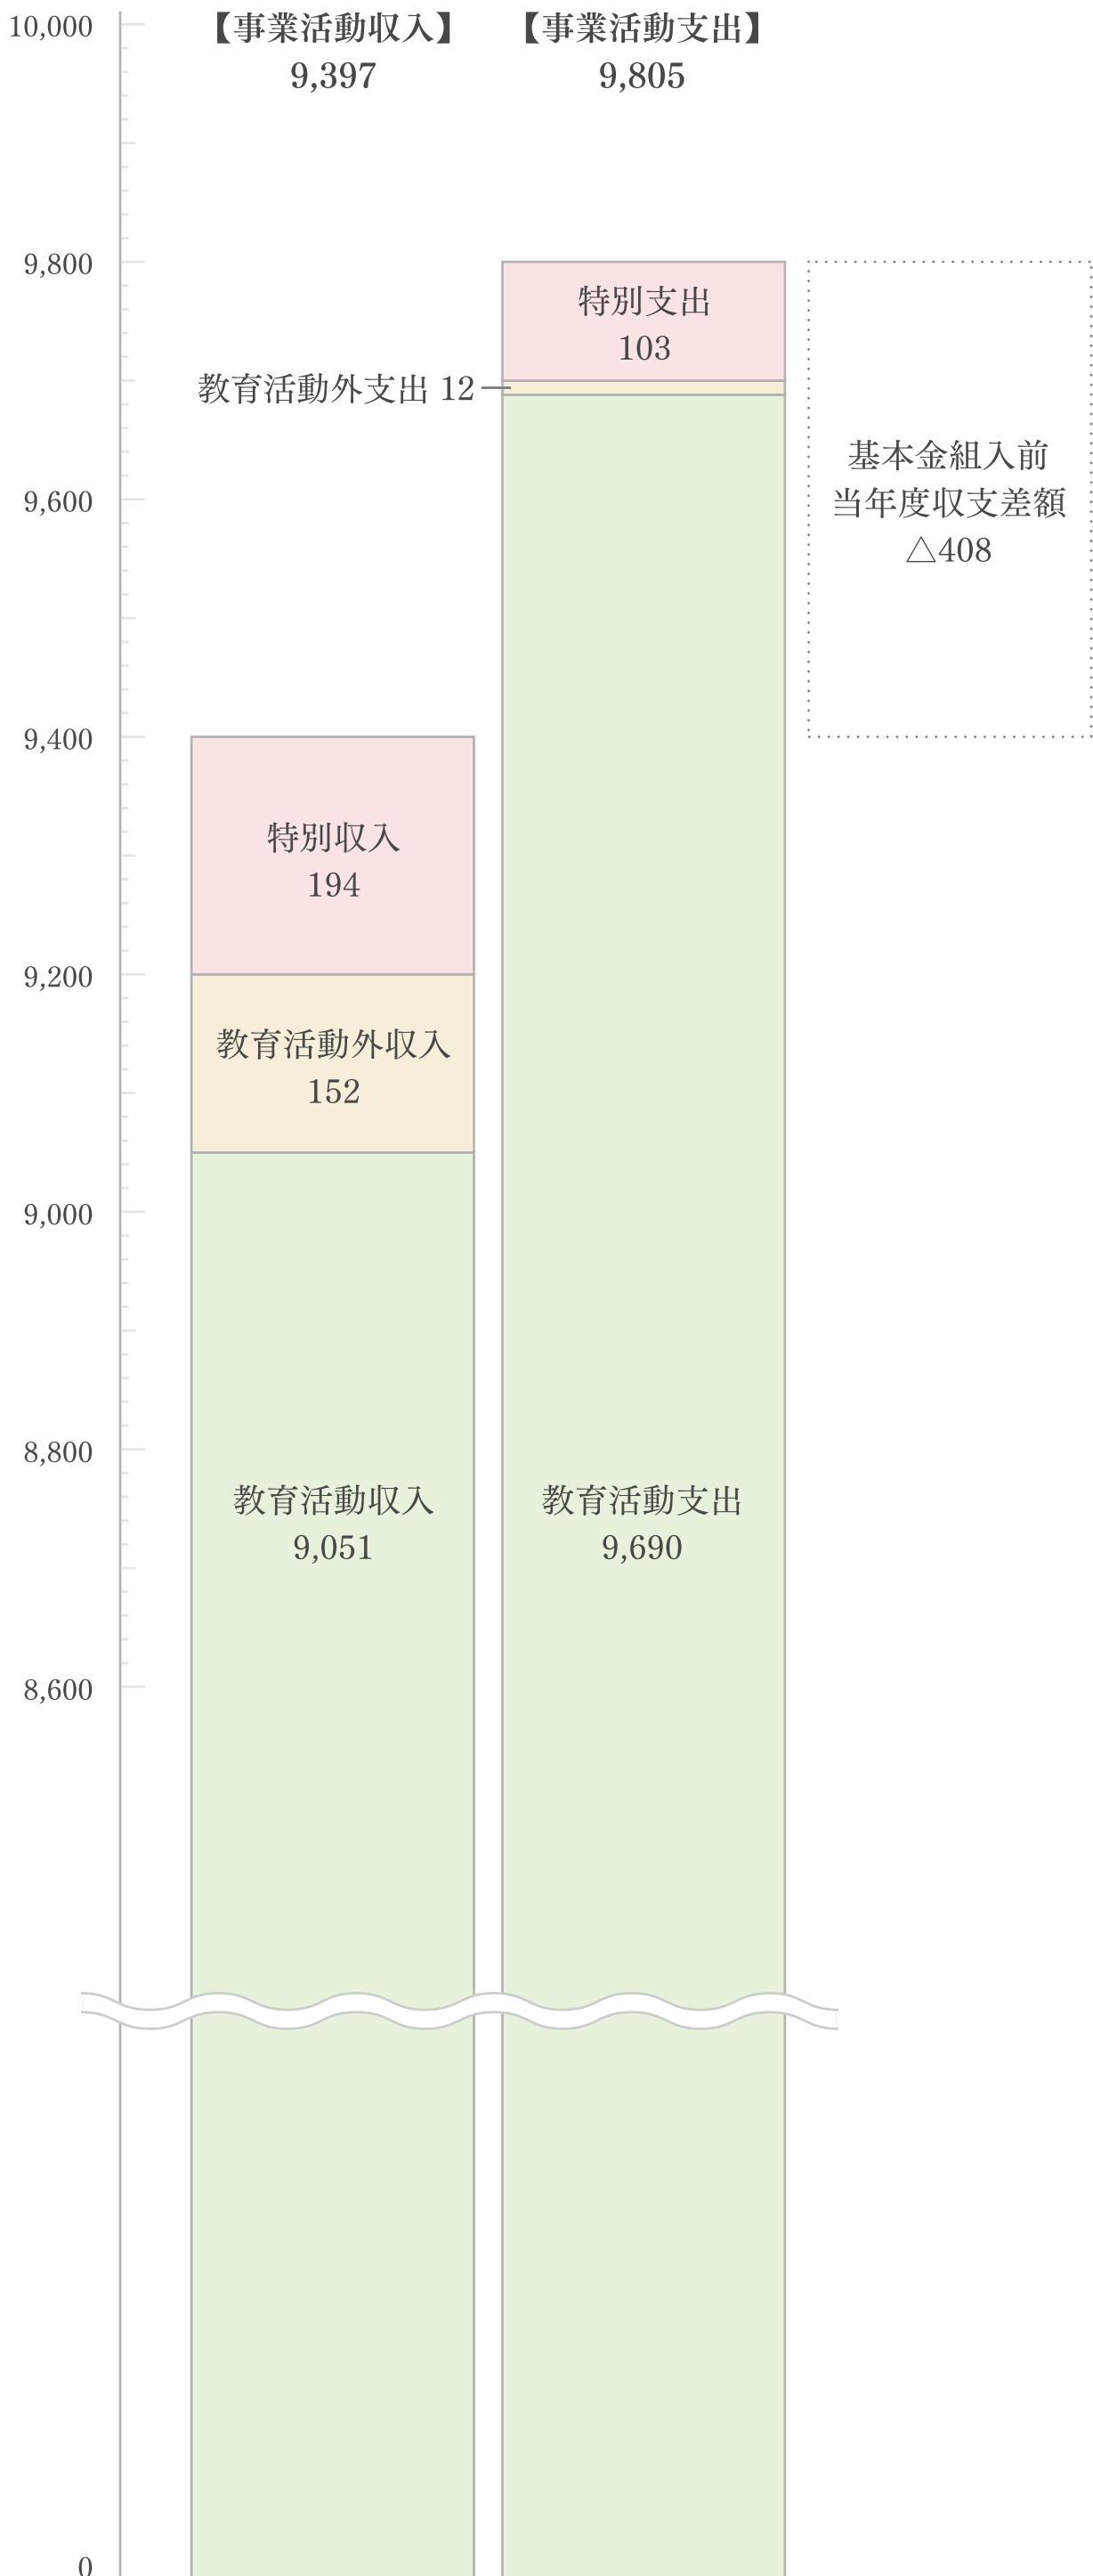 10,000
【事業活動収入】
9,397
【事業活動支出】
9,805
9,800
特別支出
103
教育活動外支出 12
9,600
基本金組入前
当年度収支差額
△408
9,400
特別収入
194
9,200
教育活動外収入
152
9,000
8,800
教育活動収入
9,051
教育活動支出
9,690
8,600
0